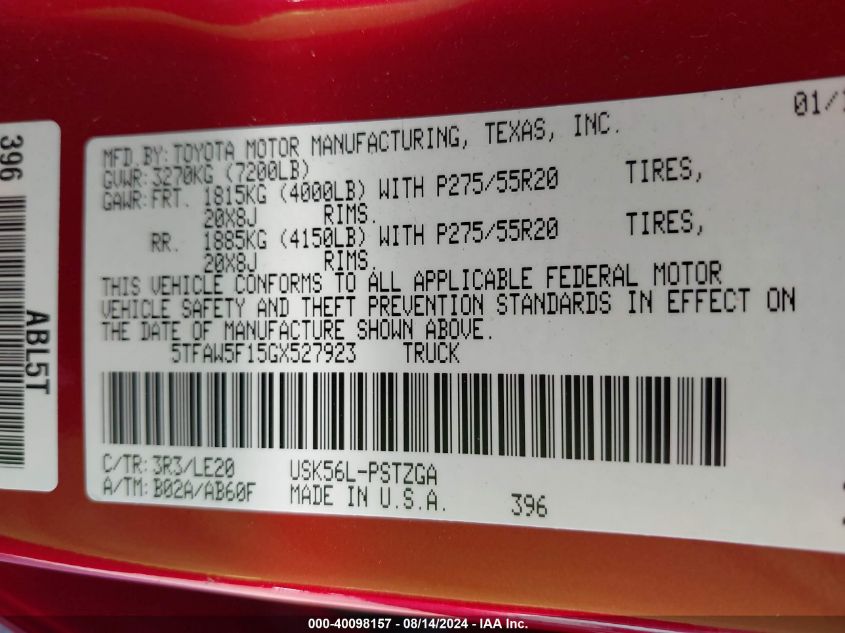 MFD.BY:TOYOTA MOTOR MANUFACTURING, TEXAS, INC. 01/
GVWR:3270KG (7200LB)
GAWR:FRT. 1815KG (4000LB) WITH P275/55R20 TIRES,
20X8J RIMS.
RR. 1885KG (4150LB) WITH P275/55R20 TIRES,
20X8J RIMS.
THIS VEHICLE CONFORMS TO ALL APPLICABLE FEDERAL MOTOR
VEHICLE SAFETY AND THEFT PREVENTION STANDARDS IN EFFECT ON
THE DATE OF MANUFACTURE SHOWN ABOVE.
5TFAW5F15GX527923 TRUCK
C/TR:3R3/LE20 USK56L-PSTZGA
A/TM:B02A/AB60F MADE IN U.S.A. 396
396 ABL5T
000-40098157 - 08/14/2024 - IAA Inc.